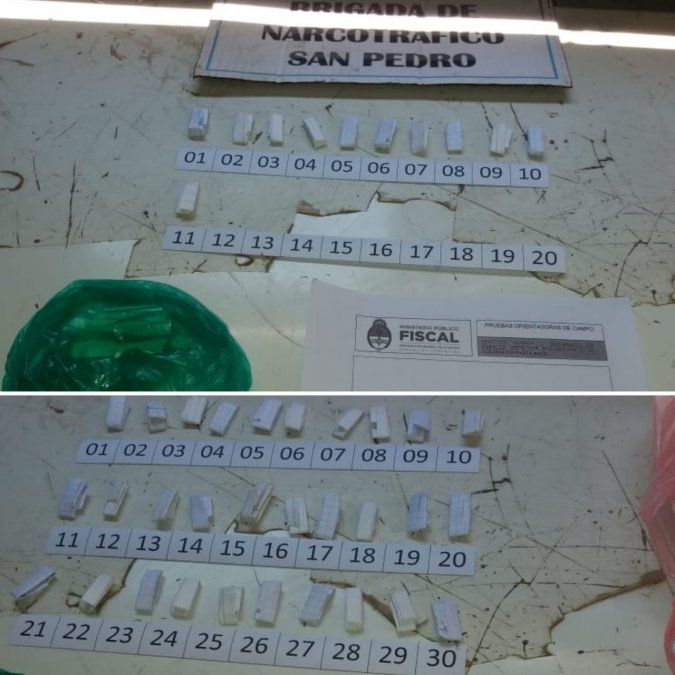 BRIGADA DE
NARCOTRAFICO
SAN PEDRO
01 02 03 04 05 06 07 08 09 10
11 12 13 14 15 16 17 18 19 20
MINISTERIO PÚBLICO
FISCAL
PRUEBAS ORIENTADORAS DE CAMPO
01 02 03 04 05 06 07 08 09 10
11 12 13 14 15 16 17 18 19 20
21 22 23 24 25 26 27 28 29 30